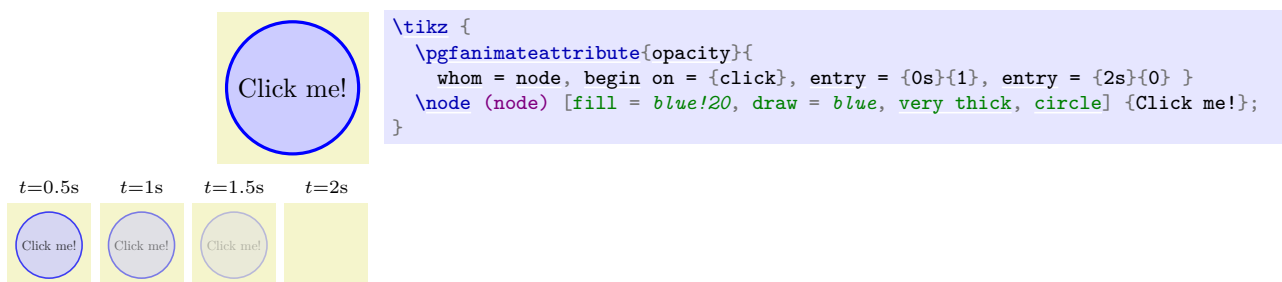 Click me!
\tikz {
  \pgfanimateattribute{opacity}{
    whom = node, begin on = {click}, entry = {0s}{1}, entry = {2s}{0} }
  \node (node) [fill = blue!20, draw = blue, very thick, circle] {Click me!};
}
t=0.5s t=1s t=1.5s t=2s
Click me! Click me! Click me!